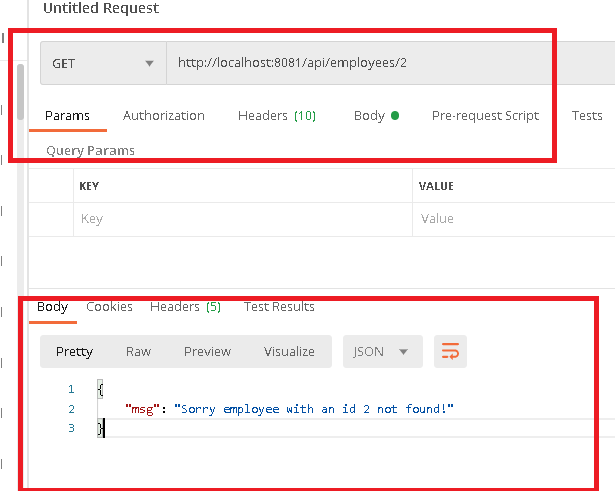 Untitled Request
GET http://localhost:8081/api/employees/2
Params Authorization Headers (10) Body Pre-request Script Tests
Query Params
KEY VALUE
Key Value
Body Cookies Headers (5) Test Results
Pretty Raw Preview Visualize JSON
1 {
2 "msg": "Sorry employee with an id 2 not found!"
3 }